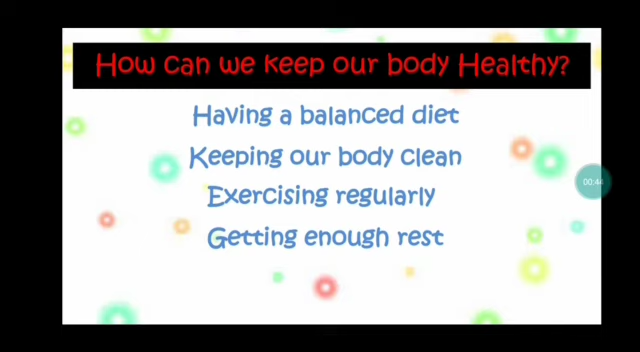 How can we keep our body Healthy?
Having a balanced diet
Keeping our body clean
00:44
Exercising regularly
Getting enough rest